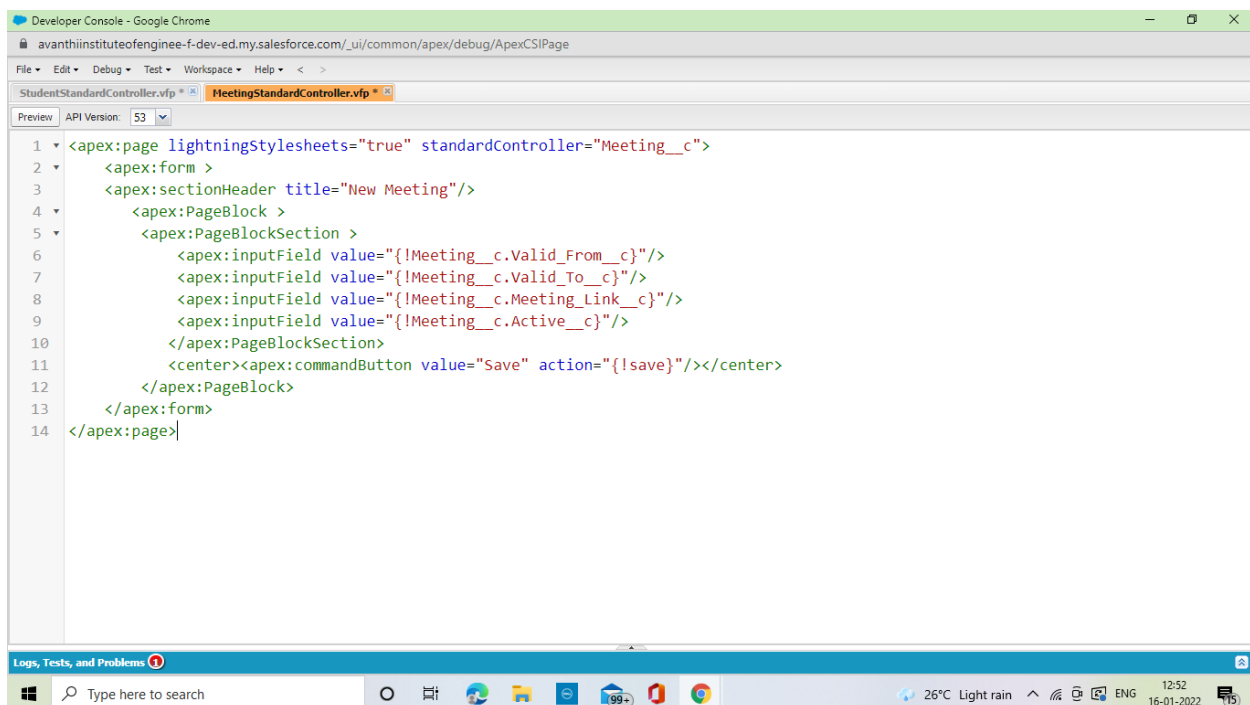 Developer Console - Google Chrome
avanthiinstituteofenginee-f-dev-ed.my.salesforce.com/_ui/common/apex/debug/ApexCSIPage
File Edit Debug Test Workspace Help < >
StudentStandardController.vfp * MeetingStandardController.vfp *
Preview API Version: 53
1 <apex:page lightningStylesheets="true" standardController="Meeting__c">
2 <apex:form >
3 <apex:sectionHeader title="New Meeting"/>
4 <apex:PageBlock >
5 <apex:PageBlockSection >
6 <apex:inputField value="{!Meeting__c.Valid_From__c}"/>
7 <apex:inputField value="{!Meeting__c.Valid_To__c}"/>
8 <apex:inputField value="{!Meeting__c.Meeting_Link__c}"/>
9 <apex:inputField value="{!Meeting__c.Active__c}"/>
10 </apex:PageBlockSection>
11 <center><apex:commandButton value="Save" action="{!save}"/></center>
12 </apex:PageBlock>
13 </apex:form>
14 </apex:page>
Logs, Tests, and Problems 1
Type here to search 99+ 26°C Light rain ENG 12:52
16-01-2022 15